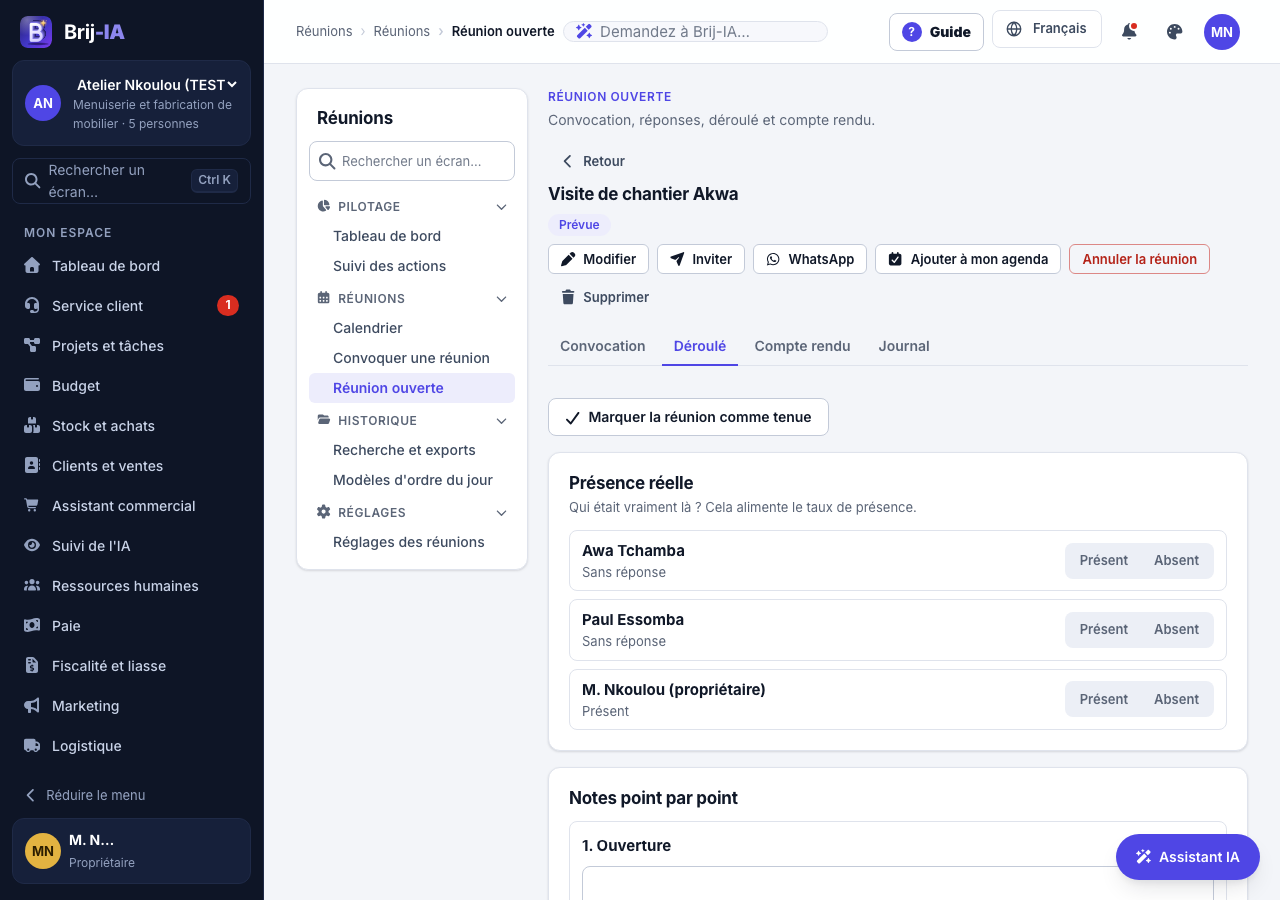 Brij-IA
AN
Atelier Nkoulou (TEST
Menuiserie et fabrication de
mobilier · 5 personnes
Rechercher un
écran...
Ctrl K
MON ESPACE
Tableau de bord
Service client
1
Projets et tâches
Budget
Stock et achats
Clients et ventes
Assistant commercial
Suivi de l'IA
Ressources humaines
Paie
Fiscalité et liasse
Marketing
Logistique
Réduire le menu
MN
M. N...
Propriétaire
Réunions › Réunions › Réunion ouverte
Demandez à Brij-IA...
? Guide
Français
MN
Réunions
Rechercher un écran...
PILOTAGE
Tableau de bord
Suivi des actions
RÉUNIONS
Calendrier
Convoquer une réunion
Réunion ouverte
HISTORIQUE
Recherche et exports
Modèles d'ordre du jour
RÉGLAGES
Réglages des réunions
RÉUNION OUVERTE
Convocation, réponses, déroulé et compte rendu.
Retour
Visite de chantier Akwa
Prévue
Modifier
Inviter
WhatsApp
Ajouter à mon agenda
Annuler la réunion
Supprimer
Convocation
Déroulé
Compte rendu
Journal
Marquer la réunion comme tenue
Présence réelle
Qui était vraiment là ? Cela alimente le taux de présence.
Awa Tchamba
Sans réponse
Présent
Absent
Paul Essomba
Sans réponse
Présent
Absent
M. Nkoulou (propriétaire)
Présent
Présent
Absent
Notes point par point
1. Ouverture
Assistant IA